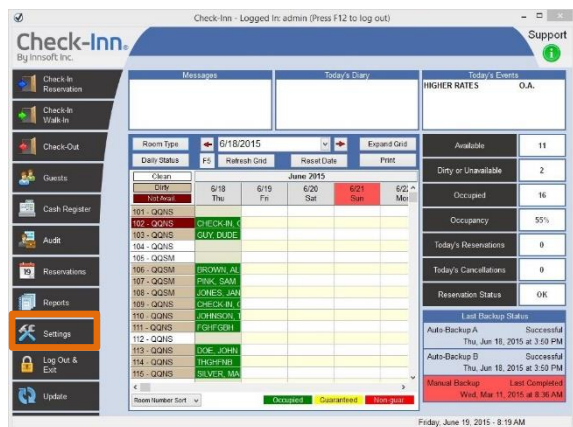 Check-Inn - Logged In: admin (Press F12 to log out)
Check-Inn®
By Innsoft Inc.
Support
Check-In
Reservation
Check-In
Walk-In
Check-Out
Guests
Cash Register
Audit
19
Reservations
Reports
Settings
Log Out &
Exit
Update
Messages
Today's Diary
Today's Events
HIGHER RATES O.A.
Room Type 6/18/2015 Expand Grid
Daily Status F5 Refresh Grid Reset Date Print
Clean June 2015
Dirty 6/18 6/19 6/20 6/21 6/22
Not Avail. Thu Fri Sat Sun Mon
101 - QQNS
102 - QQNS CHECK-IN, C
103 - QQNS GUY, DUDE
104 - QQNS
105 - QQSM
106 - QQSM BROWN, AL
107 - QQSM PINK, SAM
108 - QQSM JONES, JAN
109 - QQNS CHECK-IN, C
110 - QQNS JOHNSON, T
111 - QQNS FGHFGBH
112 - QQNS
113 - QQNS DOE, JOHN
114 - QQNS THGHFNB
115 - QQNS SILVER, MA
Room Number Sort Occupied Guaranteed Non-guar
Available 11
Dirty or Unavailable 2
Occupied 16
Occupancy 55%
Today's Reservations 0
Today's Cancellations 0
Reservation Status OK
Last Backup Status
Auto-Backup A Successful
Thu, Jun 18, 2015 at 3:50 PM
Auto-Backup B Successful
Thu, Jun 18, 2015 at 3:50 PM
Manual Backup Last Completed
Wed, Mar 11, 2015 at 8:36 AM
Friday, June 19, 2015 - 8:19 AM